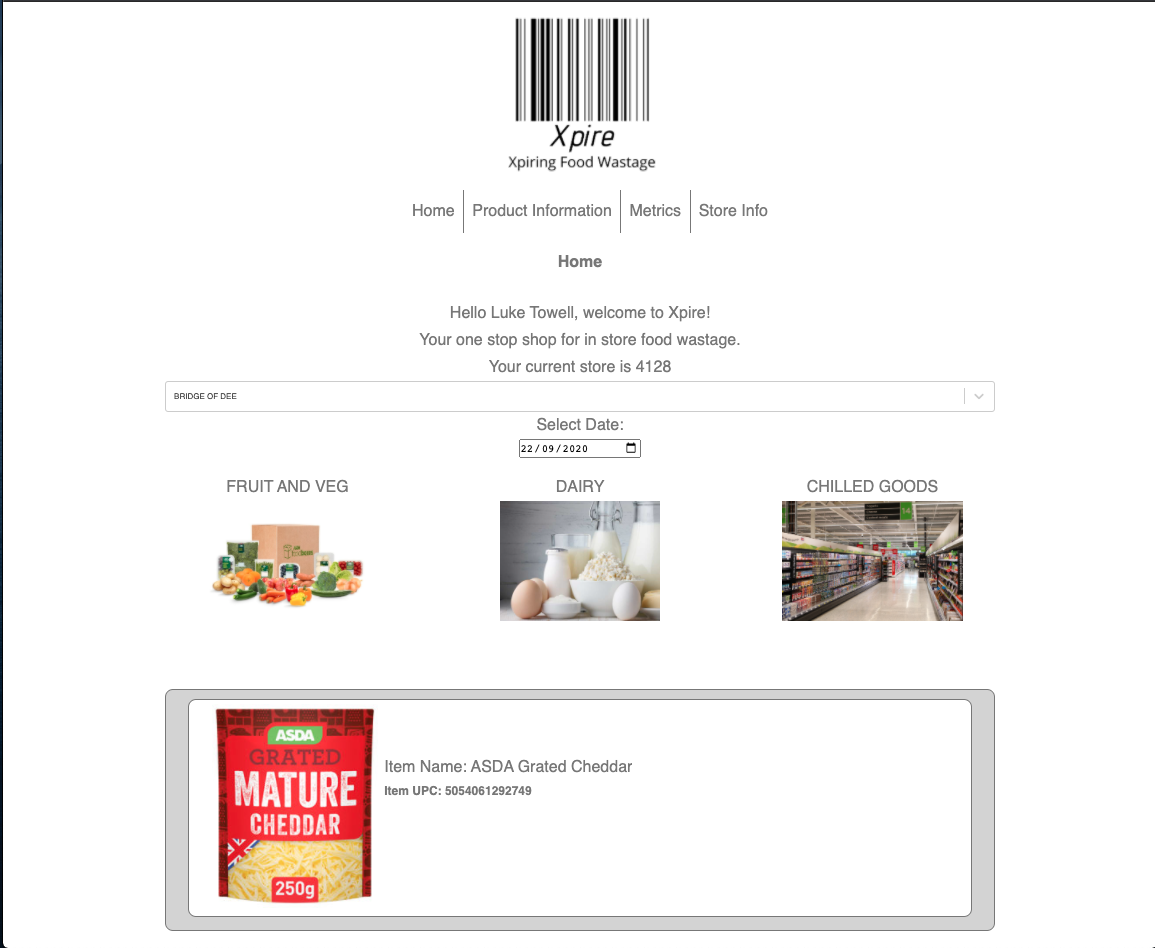 Xpire
Xpiring Food Wastage
Home
Product Information
Metrics
Store Info
Home
Hello Luke Towell, welcome to Xpire!
Your one stop shop for in store food wastage.
Your current store is 4128
BRIDGE OF DEE
Select Date:
22/09/2020
FRUIT AND VEG
DAIRY
CHILLED GOODS
14
ASDA
GRATED
MATURE
CHEDDAR
250g
Item Name: ASDA Grated Cheddar
Item UPC: 5054061292749